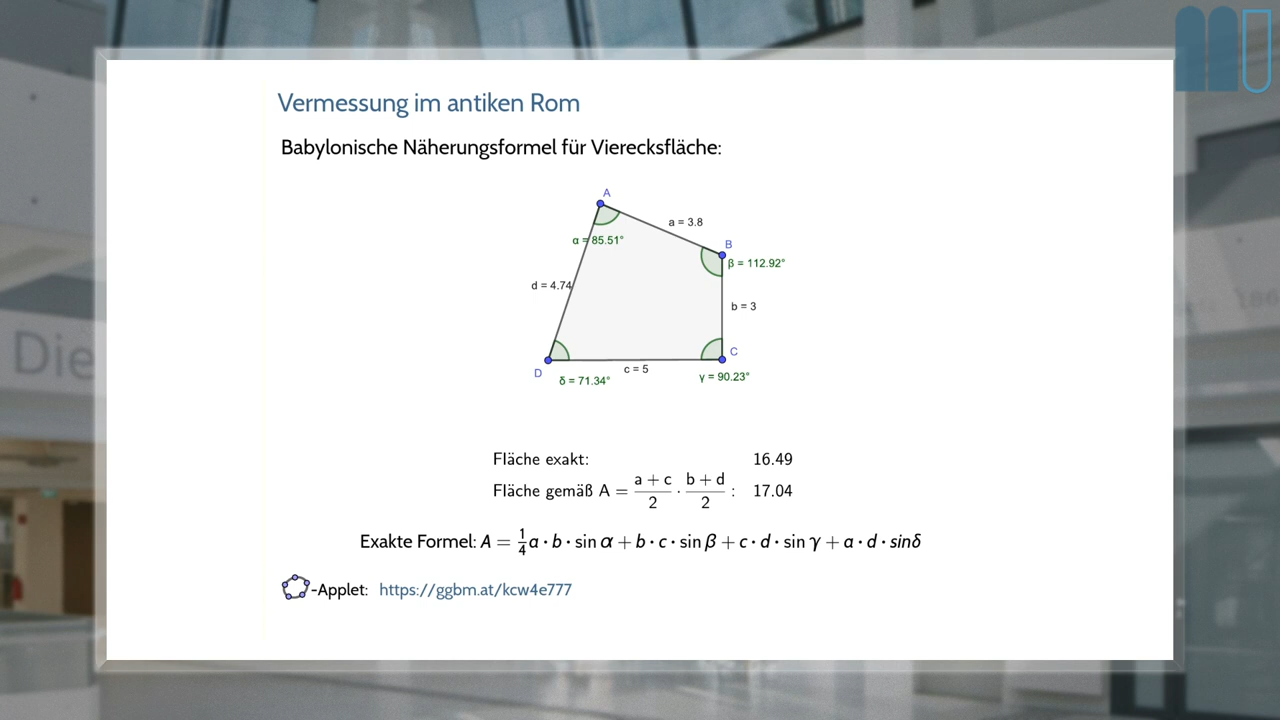 Vermessung im antiken Rom
Babylonische Näherungsformel für Vierecksfläche:
A
a = 3.8
α = 85.51°
B
β = 112.92°
d = 4.74
b = 3
C
D
c = 5
δ = 71.34°
γ = 90.23°
Fläche exakt: 16.49
Fläche gemäß A = (a + c)/2 · (b + d)/2 : 17.04
Exakte Formel: A = 1/4 a · b · sin α + b · c · sin β + c · d · sin γ + a · d · sinδ
-Applet: https://ggbm.at/kcw4e777
Die